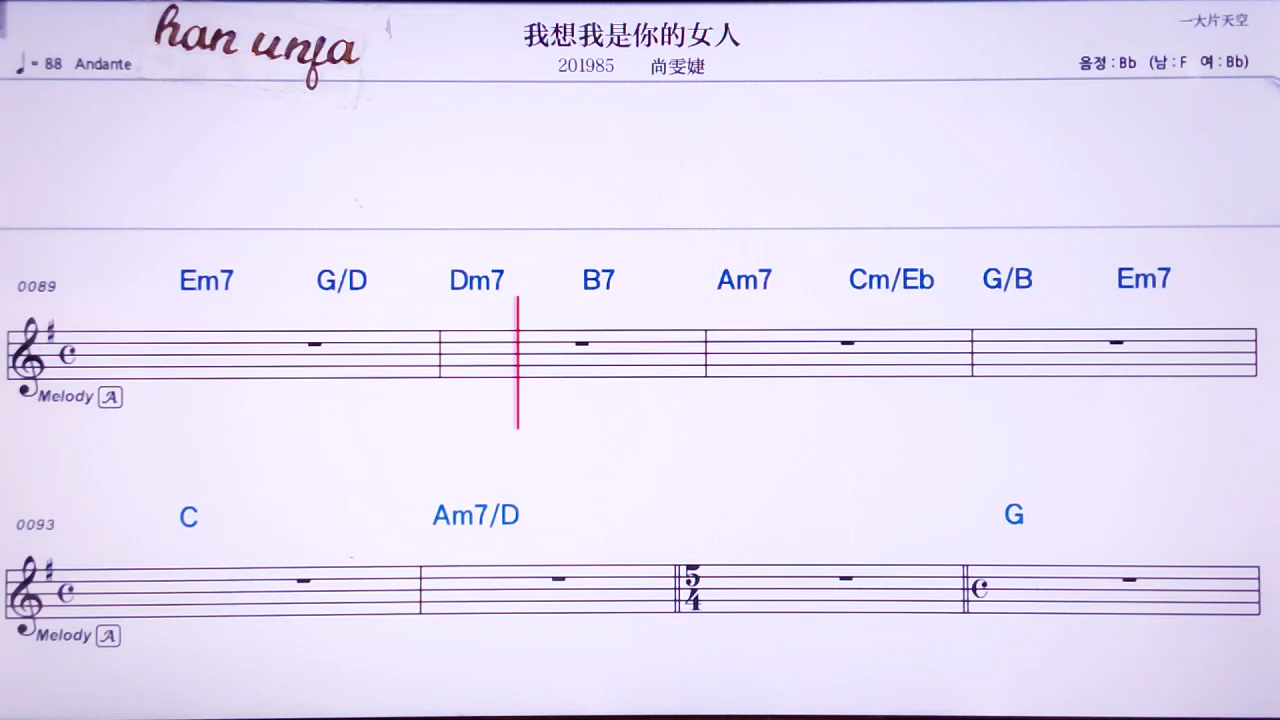 han unfa
我想我是你的女人
一大片天空
♩= 88 Andante
201985 尚雯婕
음정 : Bb (남 : F 여 : Bb)
0089
Em7 G/D Dm7 B7 Am7 Cm/Eb G/B Em7
Melody A
0093
C Am7/D G
5
4
Melody A